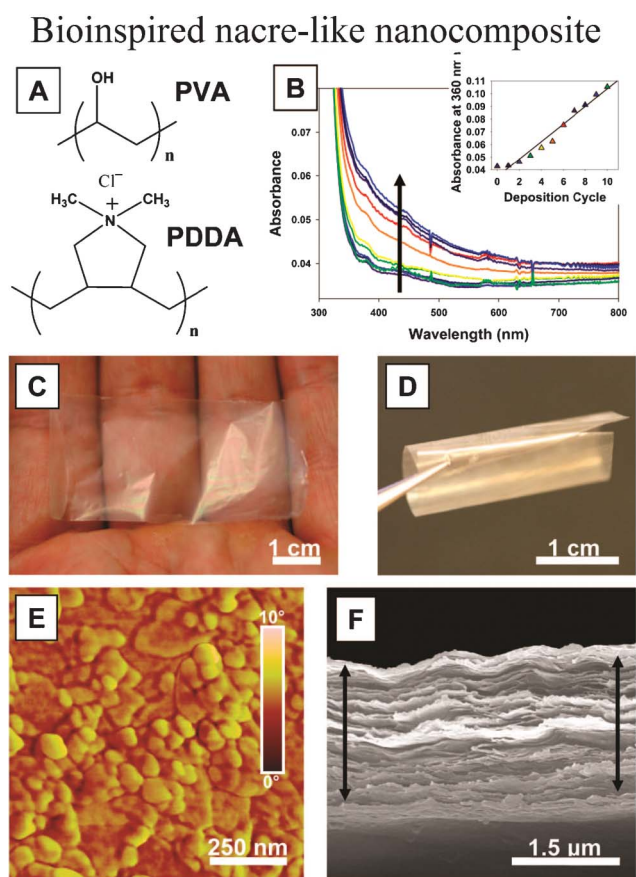 Bioinspired nacre-like nanocomposite
A
OH
PVA
n
Cl⁻
H₃C
+
CH₃
N
PDDA
n
B
Absorbance
0.07
0.06
0.05
0.04
300 400 500 600 700 800
Wavelength (nm)
Absorbance at 360 nm
0.11
0.10
0.09
0.08
0.07
0.06
0.05
0.04
0 2 4 6 8 10
Deposition Cycle
C
1 cm
D
1 cm
E
10°
0°
250 nm
F
1.5 µm